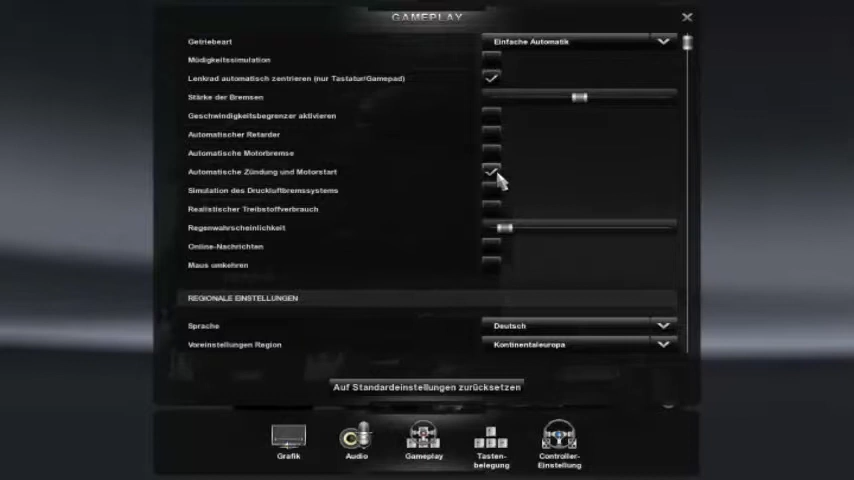 GAMEPLAY
Getriebeart Einfache Automatik
Müdigkeitssimulation
Lenkrad automatisch zentrieren (nur Tastatur/Gamepad)
Stärke der Bremsen
Geschwindigkeitsbegrenzer aktivieren
Automatischer Retarder
Automatische Motorbremse
Automatische Zündung und Motorstart
Simulation des Druckluftbremssystems
Realistischer Treibstoffverbrauch
Regenwahrscheinlichkeit
Online-Nachrichten
Maus umkehren
REGIONALE EINSTELLUNGEN
Sprache Deutsch
Voreinstellungen Region Kontinentaleuropa
Auf Standardeinstellungen zurücksetzen
Grafik Audio Gameplay Tasten- Controller-
belegung Einstellung